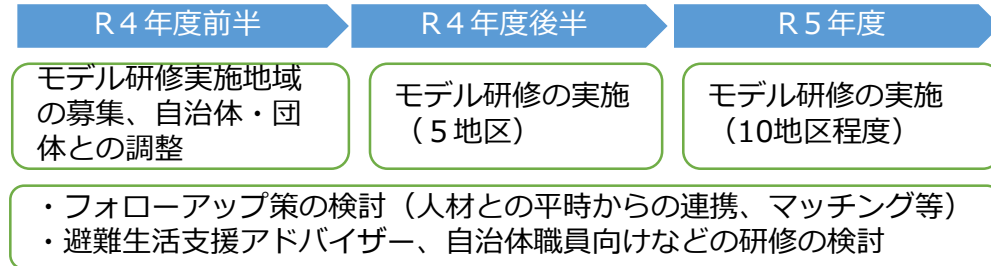 R4年度前半
R4年度後半
R5年度
モデル研修実施地域
の募集、自治体・団
体との調整
モデル研修の実施
（５地区）
モデル研修の実施
（10地区程度）
・フォローアップ策の検討（人材との平時からの連携、マッチング等）
・避難生活支援アドバイザー、自治体職員向けなどの研修の検討